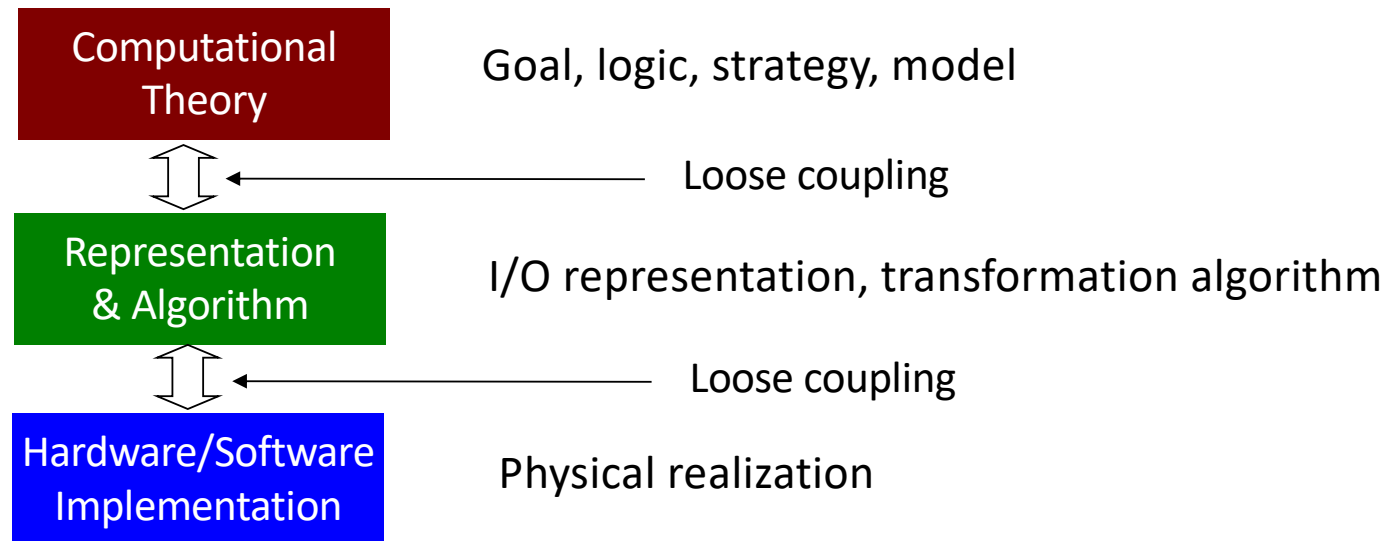 Computational
Theory
Goal, logic, strategy, model
Loose coupling
Representation
& Algorithm
I/O representation, transformation algorithm
Loose coupling
Hardware/Software
Implementation
Physical realization